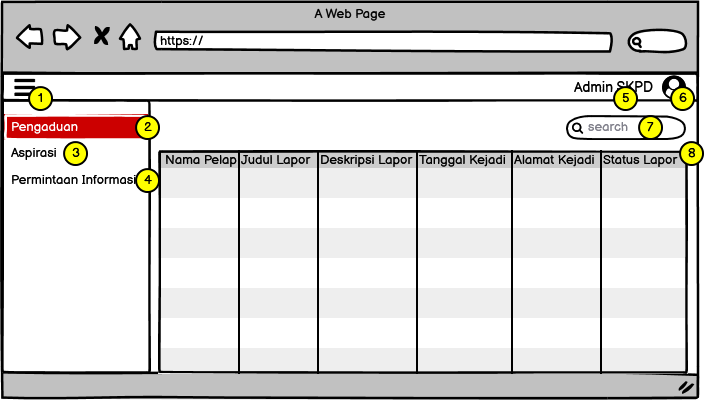 A Web Page
https://
Admin SKPD
1
5
6
Pengaduan
2
search
7
Aspirasi
3
8
Permintaan Informasi
4
Nama Pelap Judul Lapor Deskripsi Lapor Tanggal Kejadi Alamat Kejadi Status Lapor